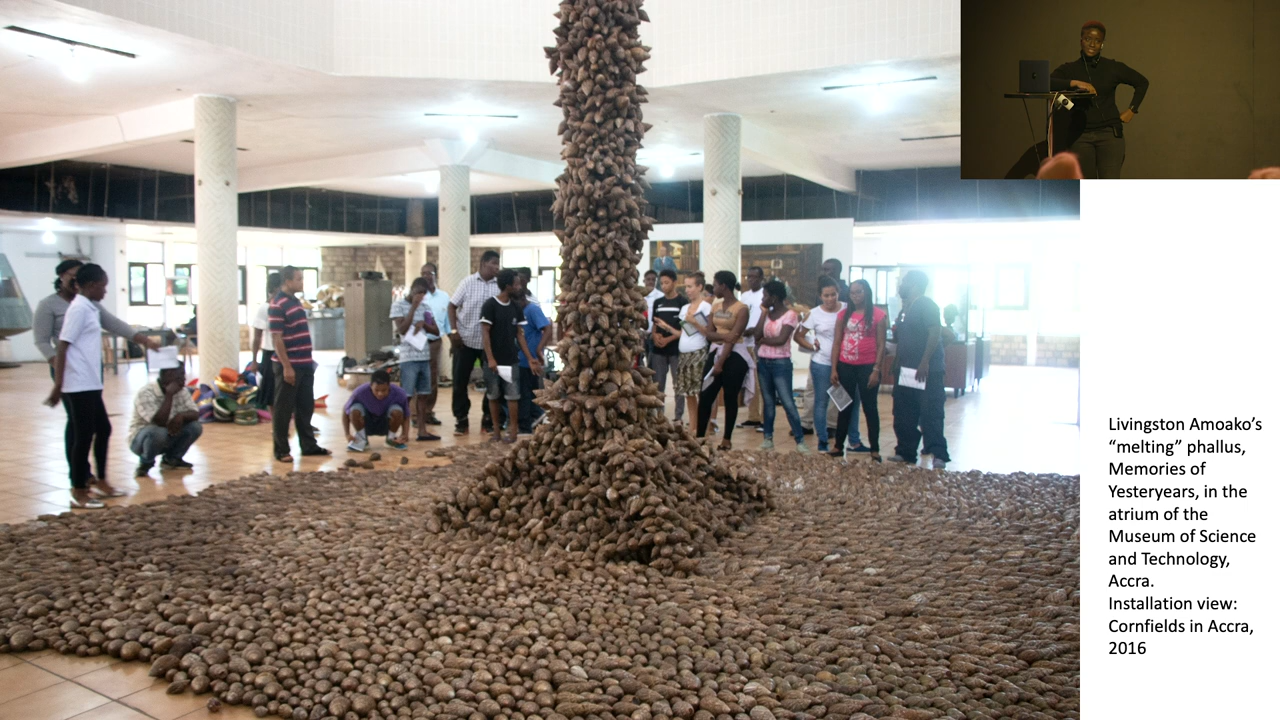 Livingston Amoako’s
“melting” phallus,
Memories of
Yesteryears, in the
atrium of the
Museum of Science
and Technology,
Accra.
Installation view:
Cornfields in Accra,
2016